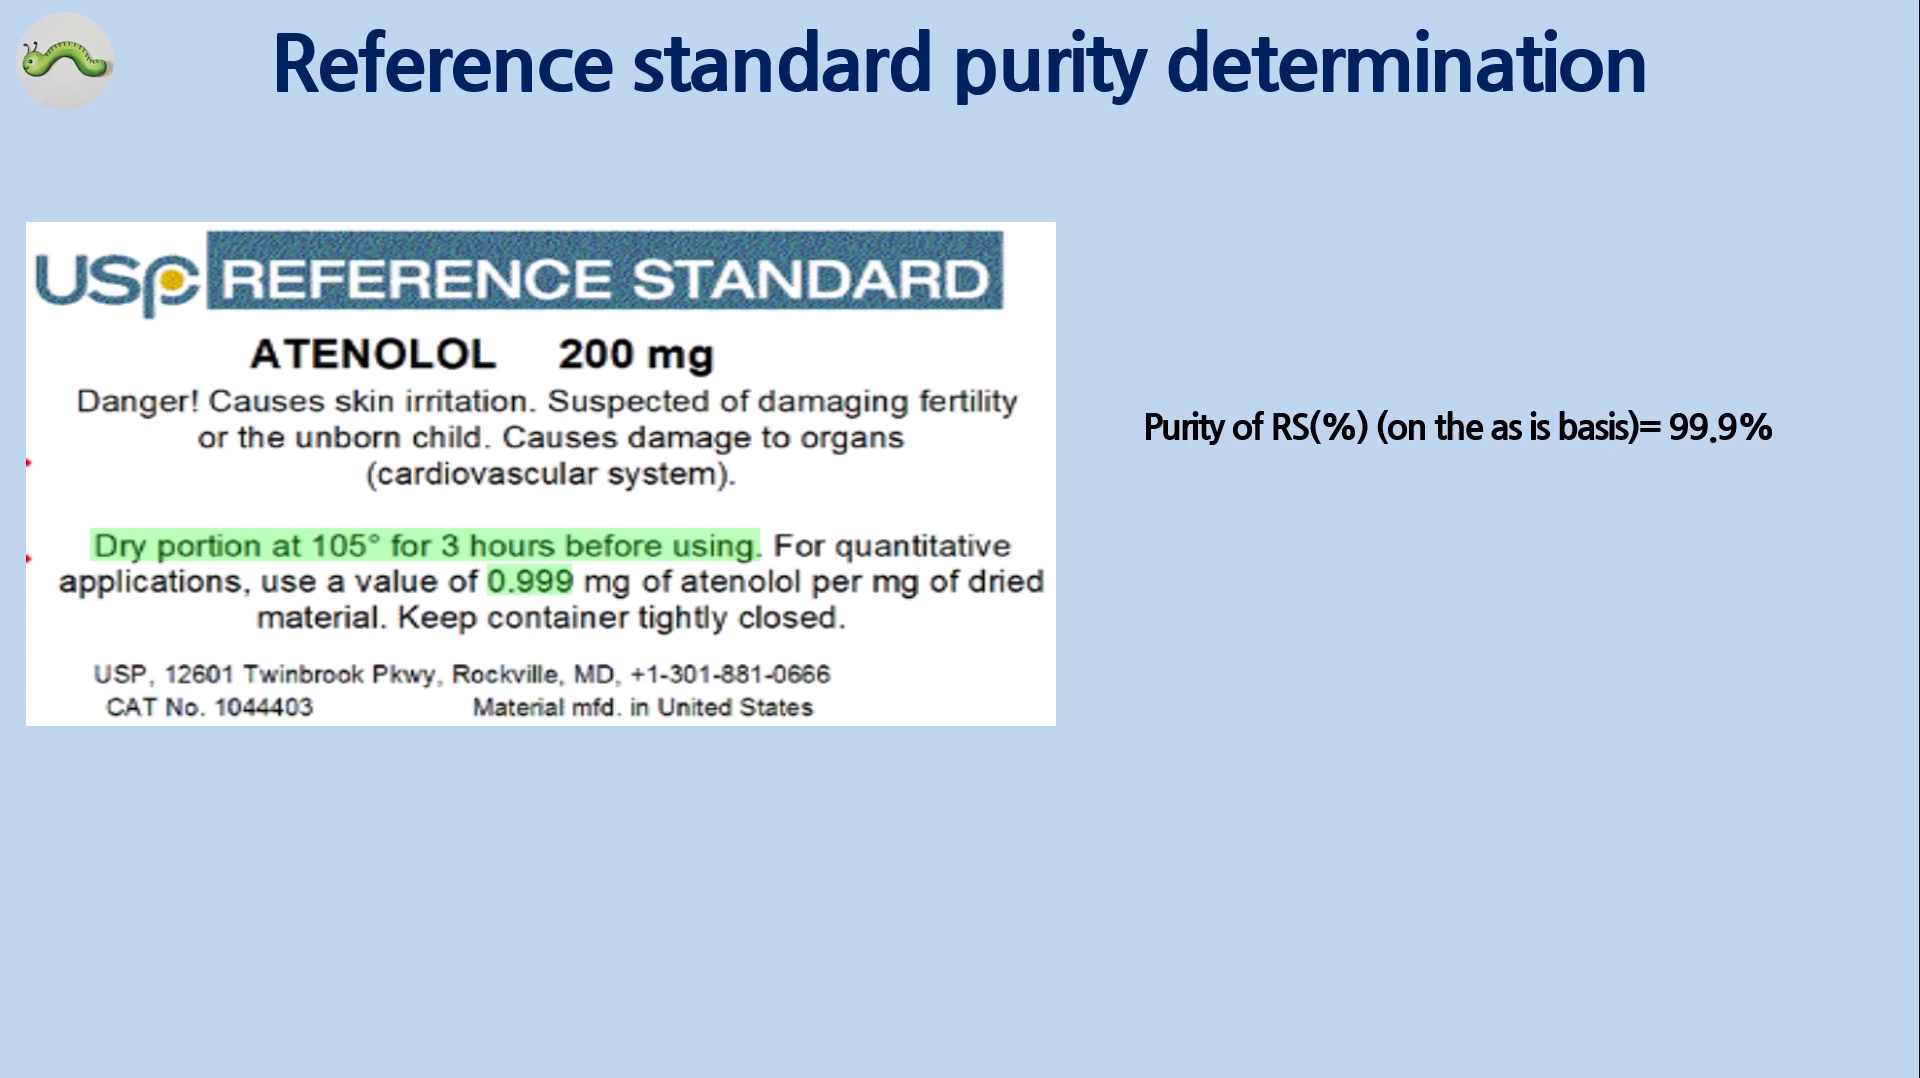 Reference standard purity determination
USP REFERENCE STANDARD
ATENOLOL 200 mg
Danger! Causes skin irritation. Suspected of damaging fertility
or the unborn child. Causes damage to organs
(cardiovascular system).
Dry portion at 105° for 3 hours before using. For quantitative
applications, use a value of 0.999 mg of atenolol per mg of dried
material. Keep container tightly closed.
USP, 12601 Twinbrook Pkwy, Rockville, MD, +1-301-881-0666
CAT No. 1044403 Material mfd. in United States
Purity of RS(%) (on the as is basis)= 99.9%